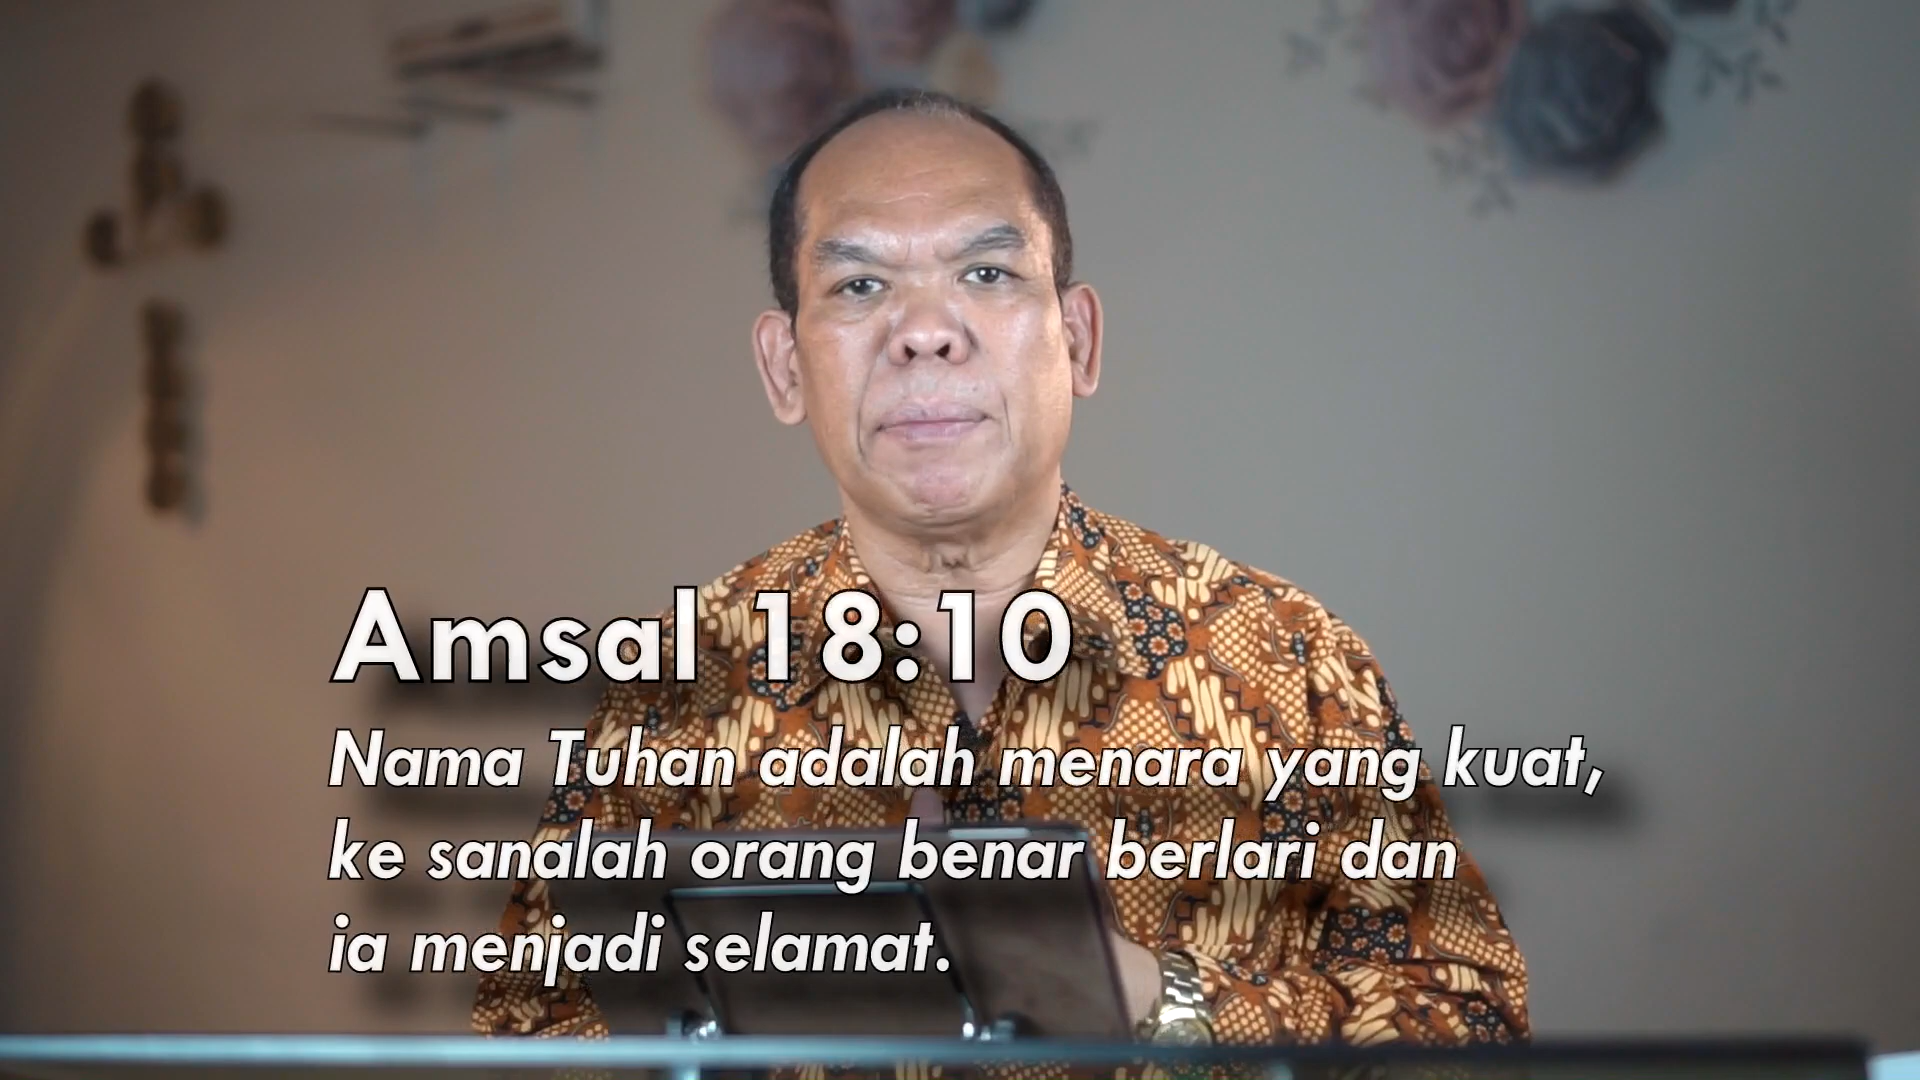 Amsal 18:10
Nama Tuhan adalah menara yang kuat,
ke sanalah orang benar berlari dan
ia menjadi selamat.